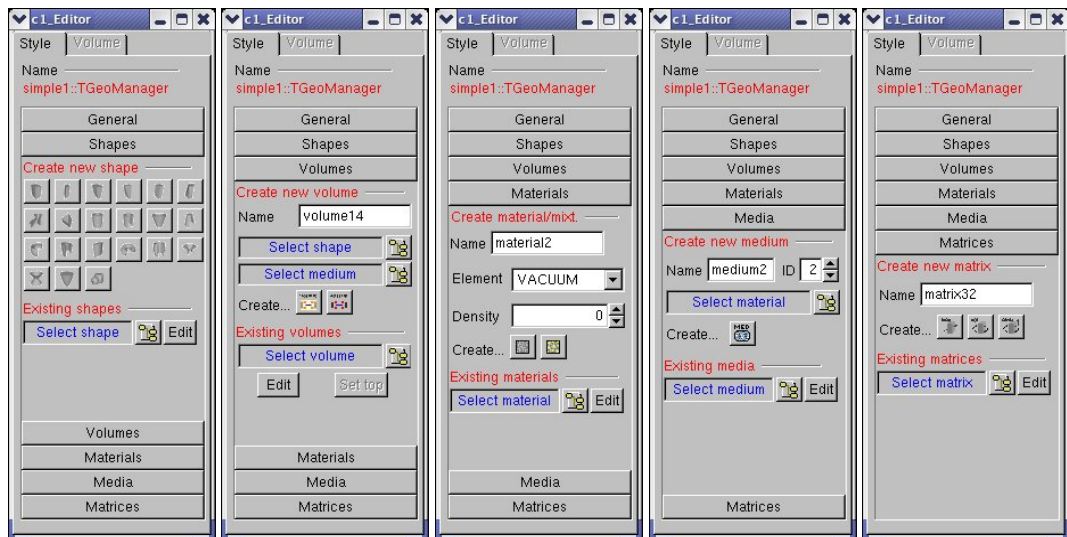 c1_Editor
Style Volume
Name
simple1::TGeoManager
General
Shapes
Create new shape
Existing shapes
Select shape Edit
Volumes
Materials
Media
Matrices
c1_Editor
Style Volume
Name
simple1::TGeoManager
General
Shapes
Volumes
Create new volume
Name volume14
Select shape
Select medium
Create...
Existing volumes
Select volume
Edit Set top
Materials
Media
Matrices
c1_Editor
Style Volume
Name
simple1::TGeoManager
General
Shapes
Volumes
Materials
Create material/mixt.
Name material2
Element VACUUM
Density 0
Create...
Existing materials
Select material Edit
Media
Matrices
c1_Editor
Style Volume
Name
simple1::TGeoManager
General
Shapes
Volumes
Materials
Media
Create new medium
Name medium2 ID 2
Select material
Create... MED
Existing media
Select medium Edit
Matrices
c1_Editor
Style Volume
Name
simple1::TGeoManager
General
Shapes
Volumes
Materials
Media
Matrices
Create new matrix
Name matrix32
Create...
Existing matrices
Select matrix Edit